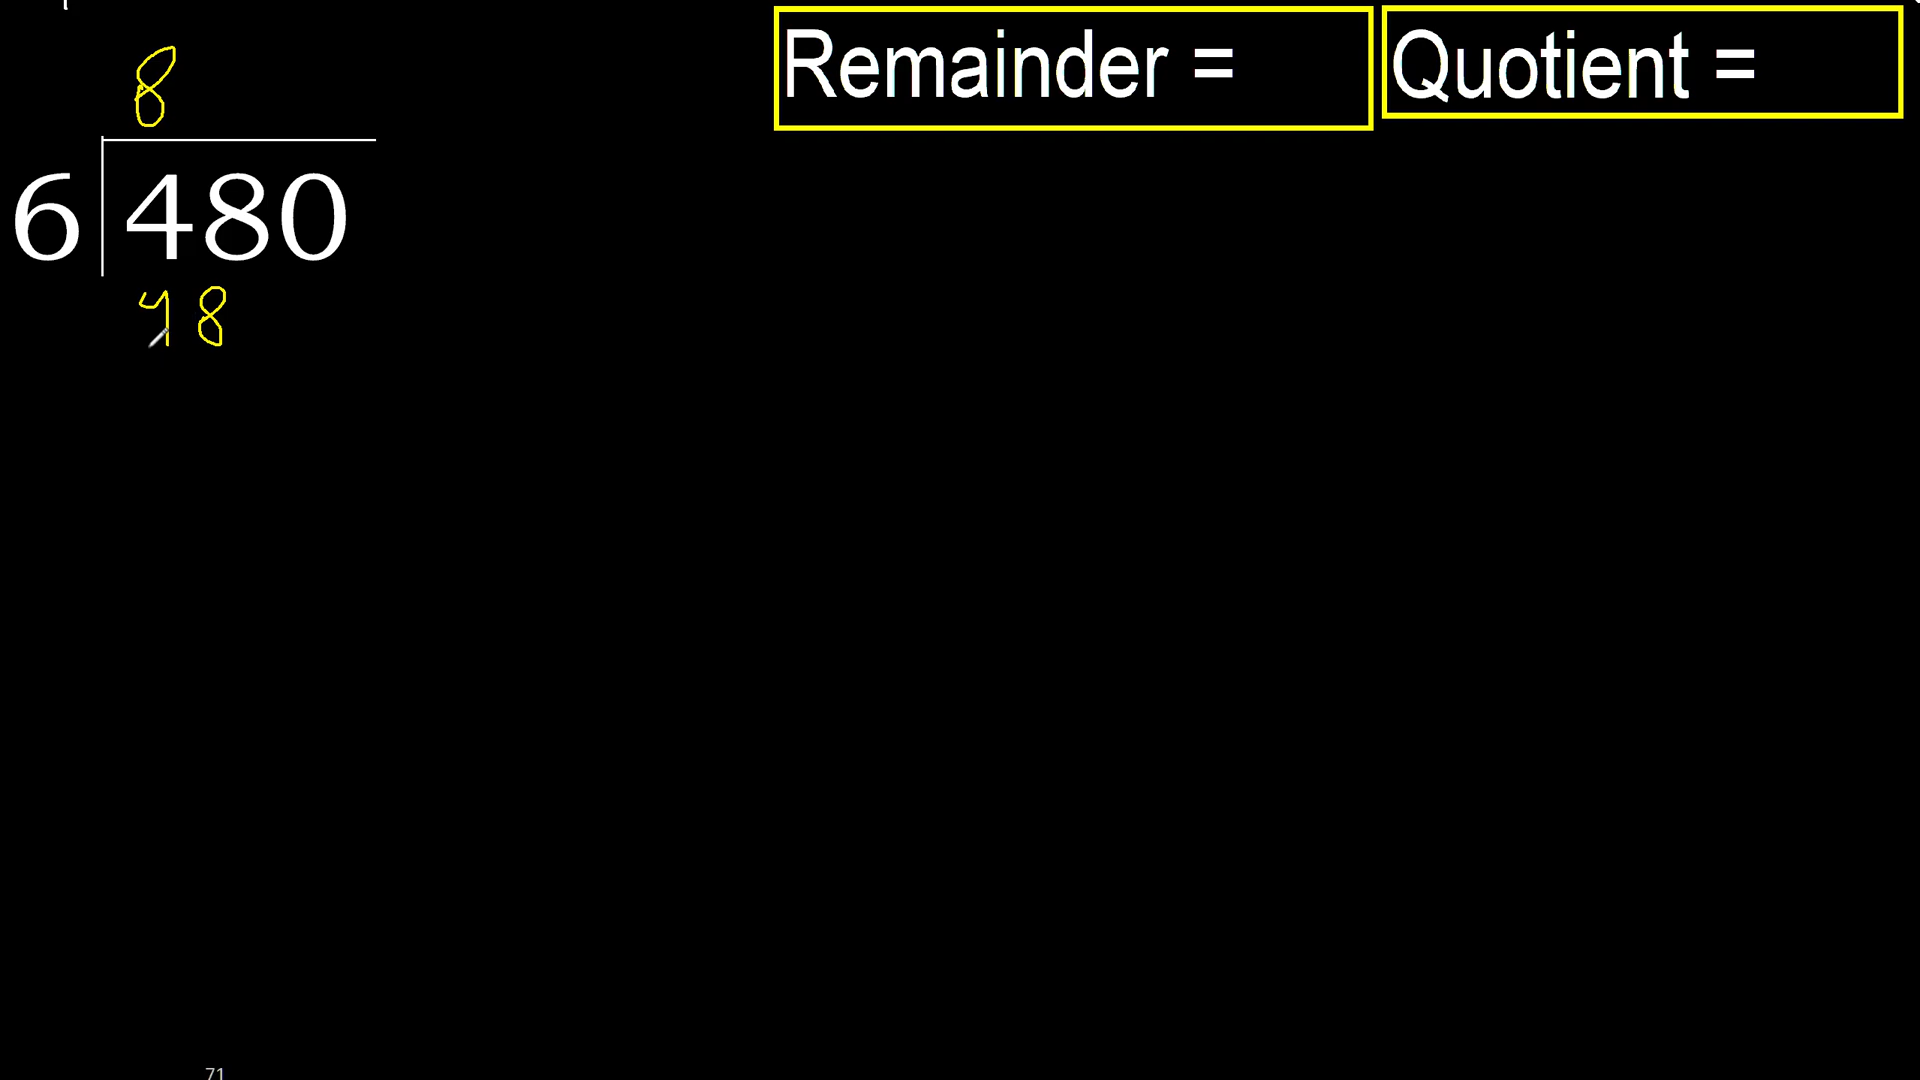 Remainder = Quotient =
8
6 480
48
71